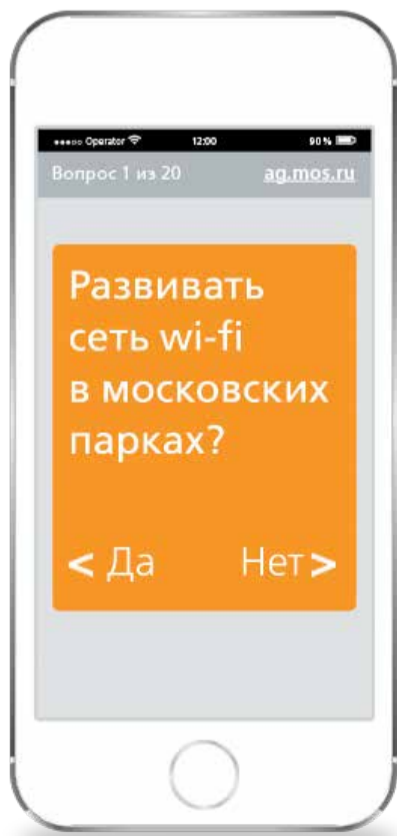 Operator 12:00 90%
Вопрос 1 из 20 ag.mos.ru
Развивать
сеть wi-fi
в московских
парках?
< Да Нет >